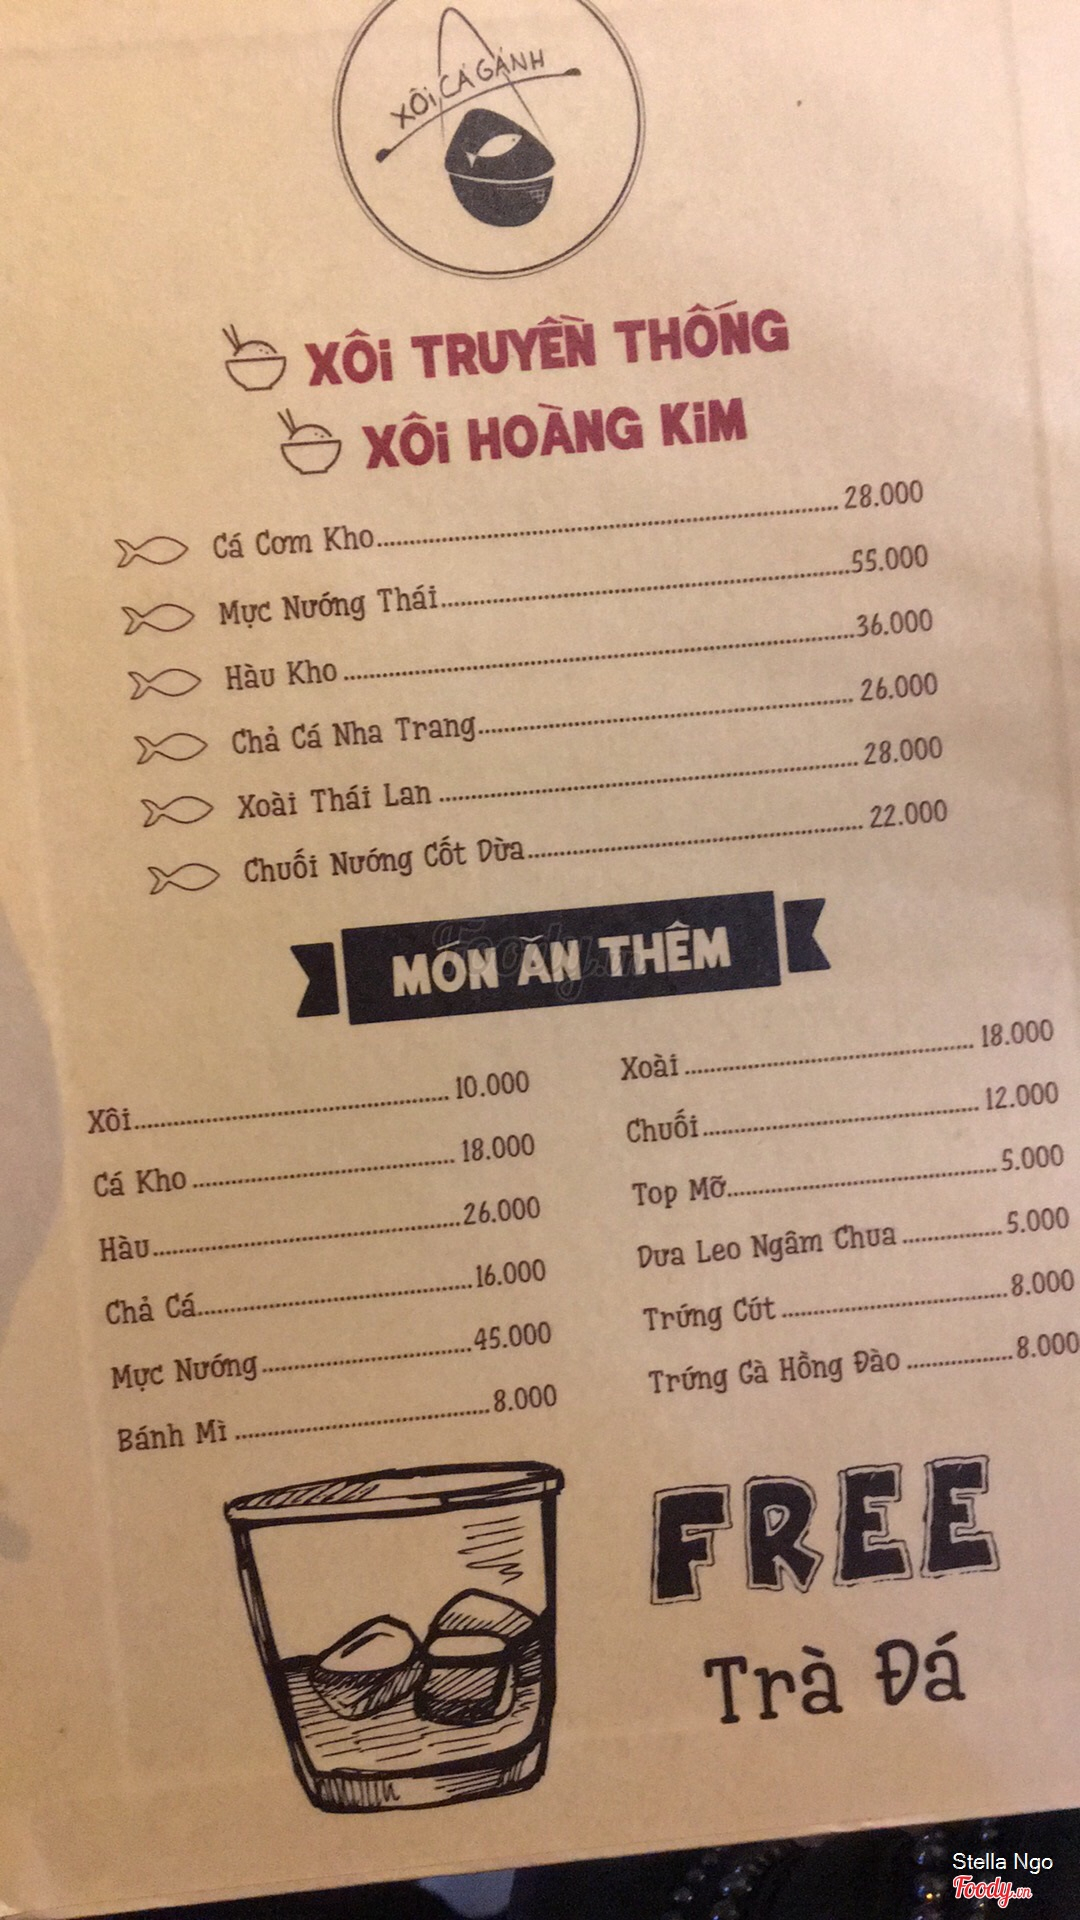 XÔI CÁ GÁNH
XÔI TRUYỀN THỐNG
XÔI HOÀNG KIM
Cá Cơm Kho 28.000
Mực Nướng Thái 55.000
Hàu Kho 36.000
Chả Cá Nha Trang 26.000
Xoài Thái Lan 28.000
Chuối Nướng Cốt Dừa 22.000
MÓN ĂN THÊM
Foody.vn
Xôi 10.000
Cá Kho 18.000
Hàu 26.000
Chả Cá 16.000
Mực Nướng 45.000
Bánh Mì 8.000
Xoài 18.000
Chuối 12.000
Top Mỡ 5.000
Dưa Leo Ngâm Chua 5.000
Trứng Cút 8.000
Trứng Gà Hồng Đào 8.000
FREE
Trà Đá
Stella Ngo
Foody.vn